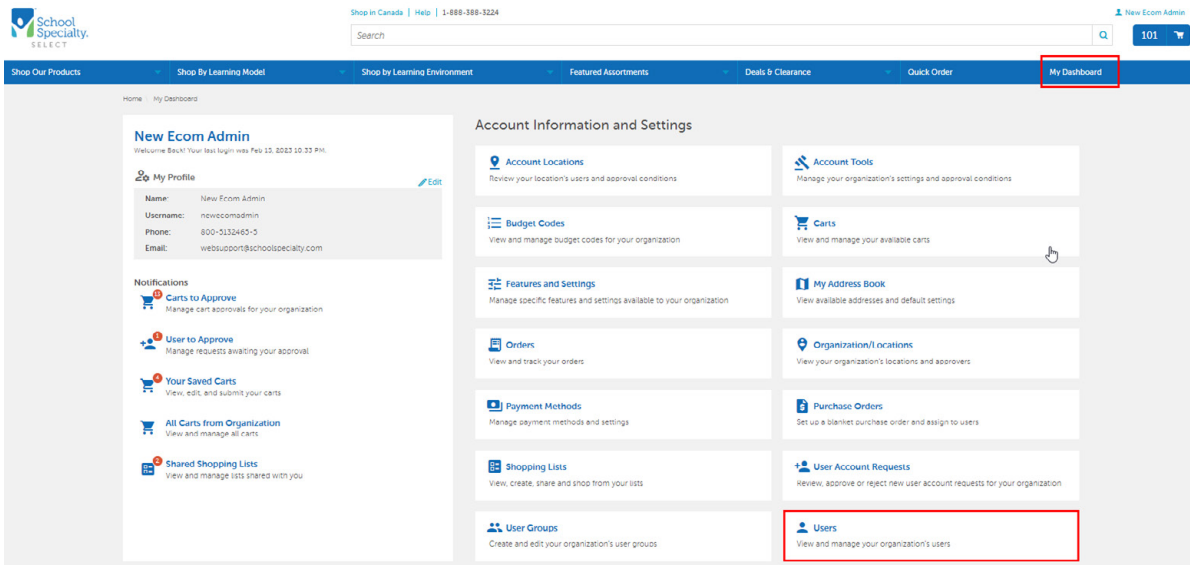 School
Specialty.
SELECT
Shop in Canada | Help | 1-888-388-3224
New Ecom Admin
Search
101
Shop Our Products
Shop By Learning Model
Shop by Learning Environment
Featured Assortments
Deals & Clearance
Quick Order
My Dashboard
Home My Dashboard
New Ecom Admin
Welcome Back! Your last login was Feb 13, 2023 10:33 PM.
My Profile
Edit
Name: New Ecom Admin
Username: newecomadmin
Phone: 800-5132465-5
Email: websupport@schoolspecialty.com
Notifications
13
Carts to Approve
Manage cart approvals for your organization
1
User to Approve
Manage requests awaiting your approval
4
Your Saved Carts
View, edit, and submit your carts
All Carts from Organization
View and manage all carts
2
Shared Shopping Lists
View and manage lists shared with you
Account Information and Settings
Account Locations
Review your location's users and approval conditions
Account Tools
Manage your organization's settings and approval conditions
Budget Codes
View and manage budget codes for your organization
Carts
View and manage your available carts
Features and Settings
Manage specific features and settings available to your organization
My Address Book
View available addresses and default settings
Orders
View and track your orders
Organization/Locations
View your organization's locations and approvers
Payment Methods
Manage payment methods and settings
Purchase Orders
Set up a blanket purchase order and assign to users
Shopping Lists
View, create, share and shop from your lists
User Account Requests
Review, approve or reject new user account requests for your organization
User Groups
Create and edit your organization's user groups
Users
View and manage your organization's users